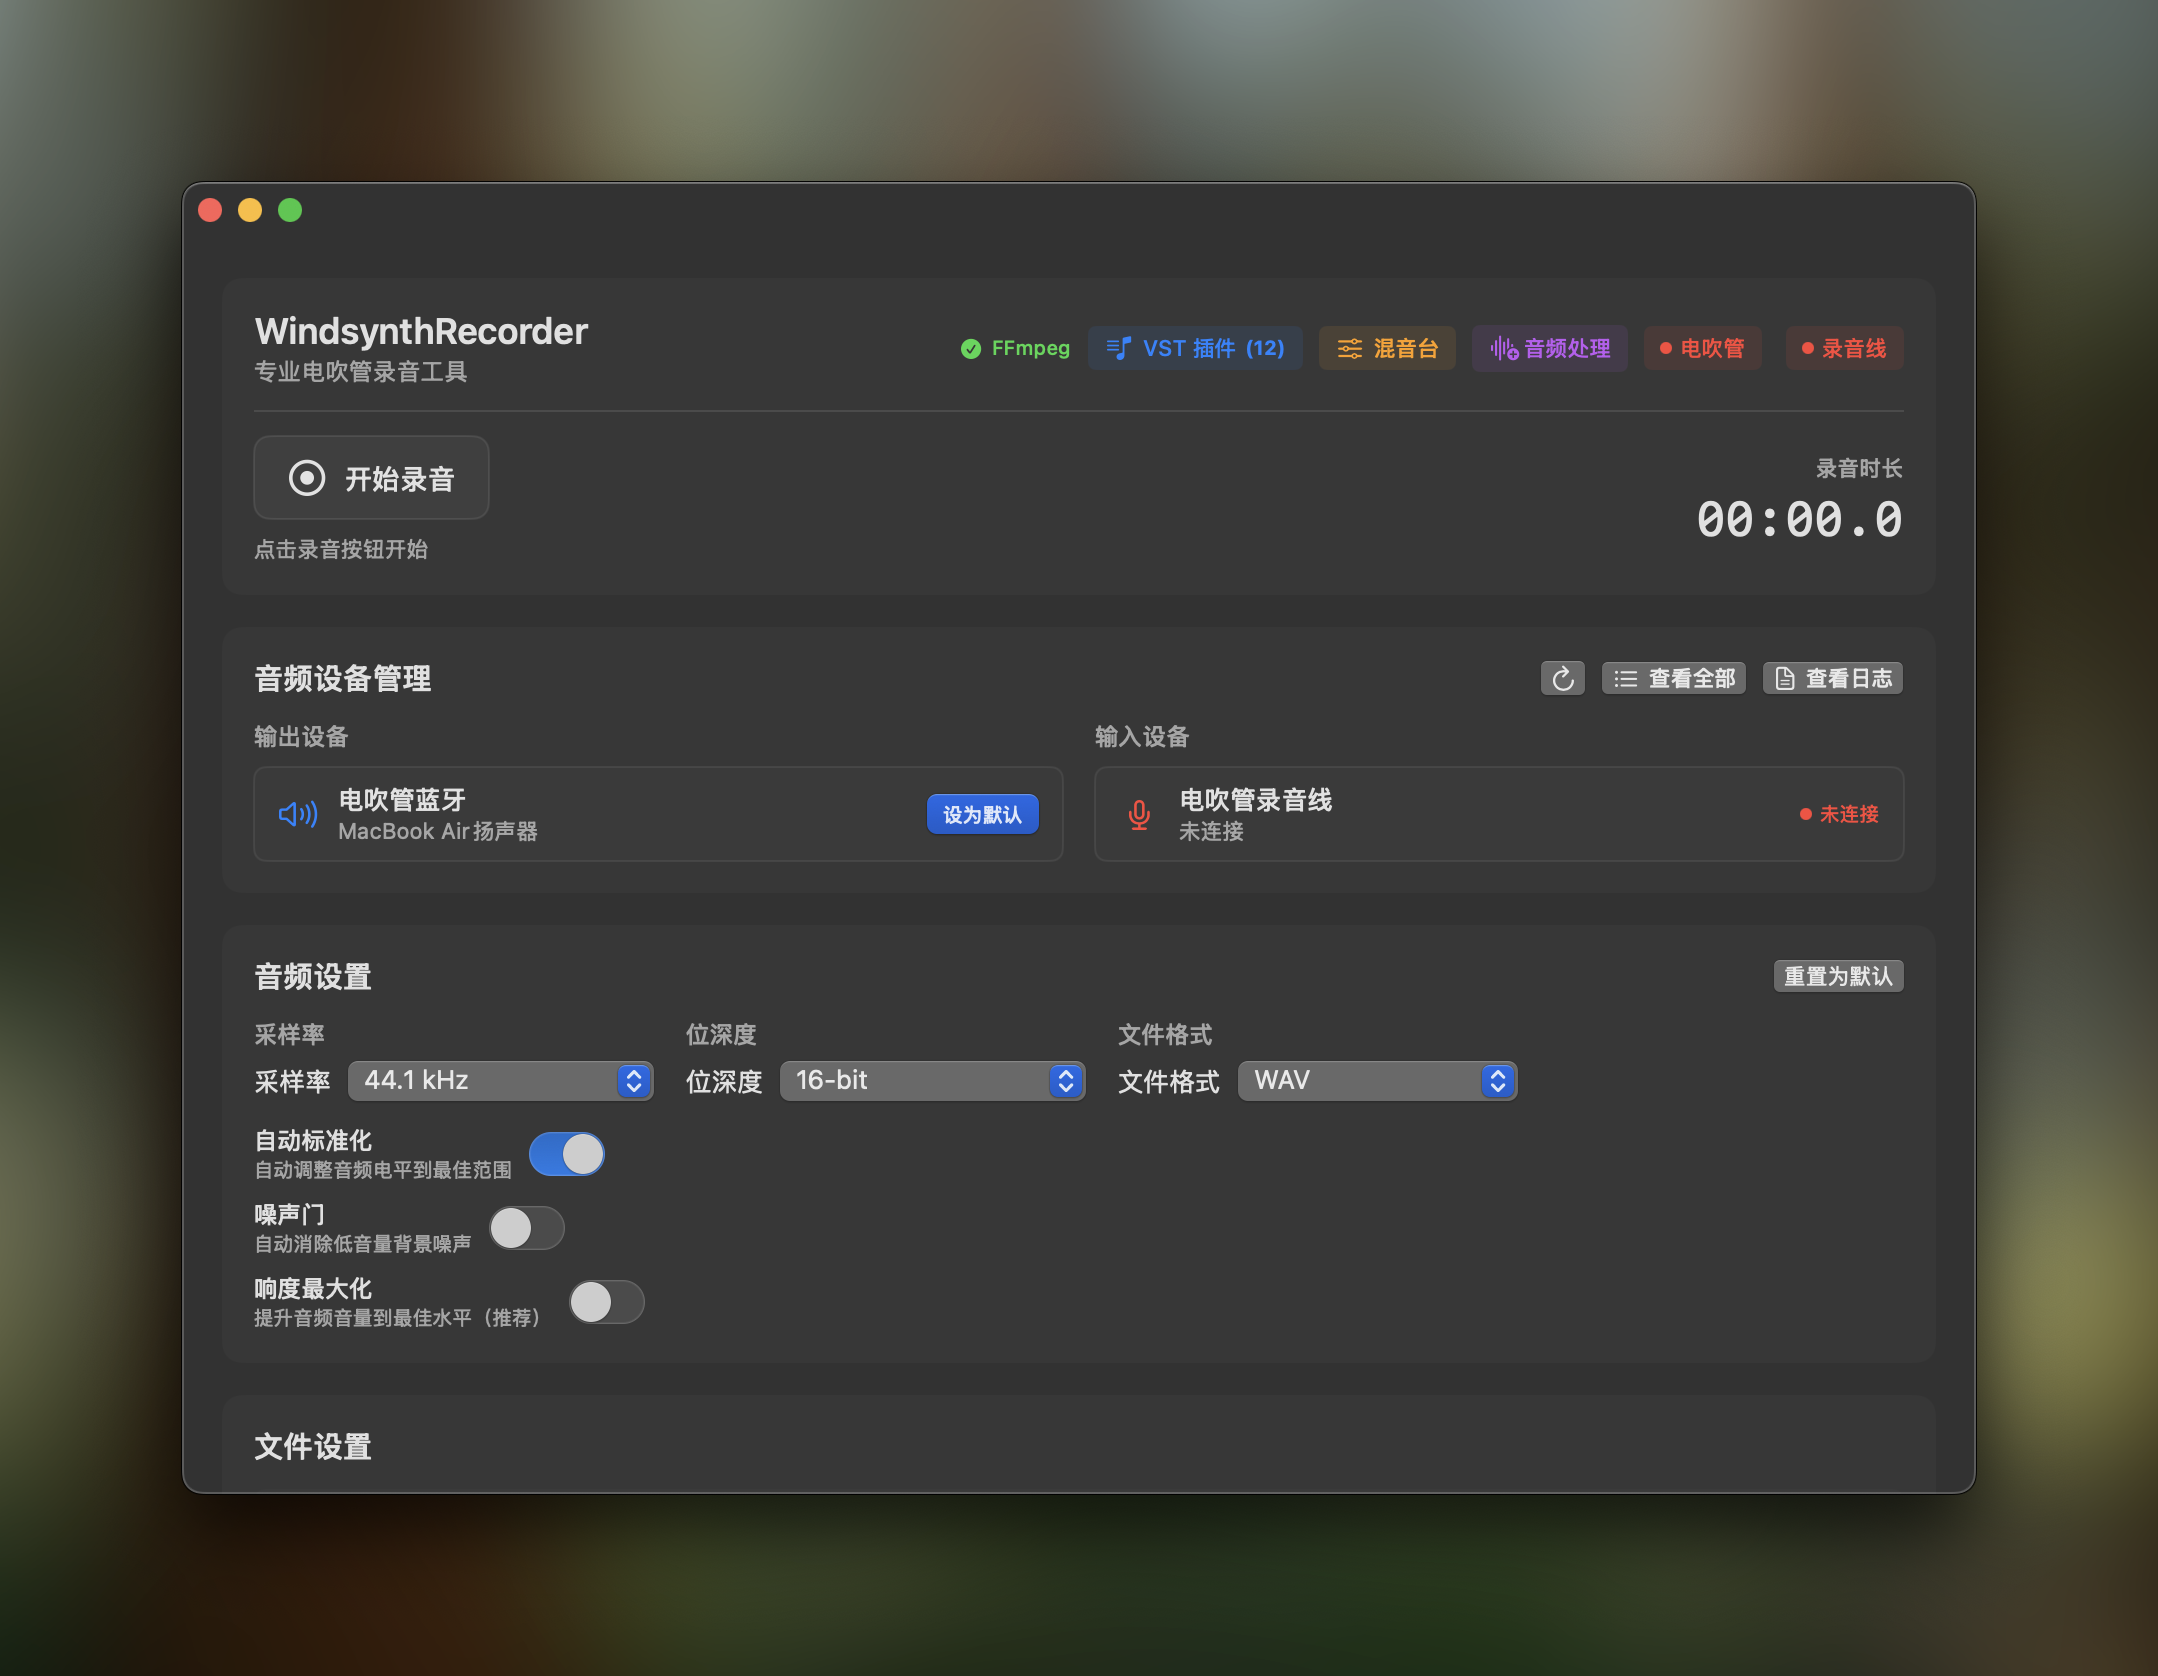 WindsynthRecorder
专业电吹管录音工具
FFmpeg
VST 插件 (12)
混音台
音频处理
电吹管
录音线
开始录音
点击录音按钮开始
录音时长
00:00.0
音频设备管理
查看全部
查看日志
输出设备
电吹管蓝牙
MacBook Air扬声器
设为默认
输入设备
电吹管录音线
未连接
未连接
音频设置
重置为默认
采样率
采样率 44.1 kHz
位深度
位深度 16-bit
文件格式
文件格式 WAV
自动标准化
自动调整音频电平到最佳范围
噪声门
自动消除低音量背景噪声
响度最大化
提升音频音量到最佳水平（推荐）
文件设置